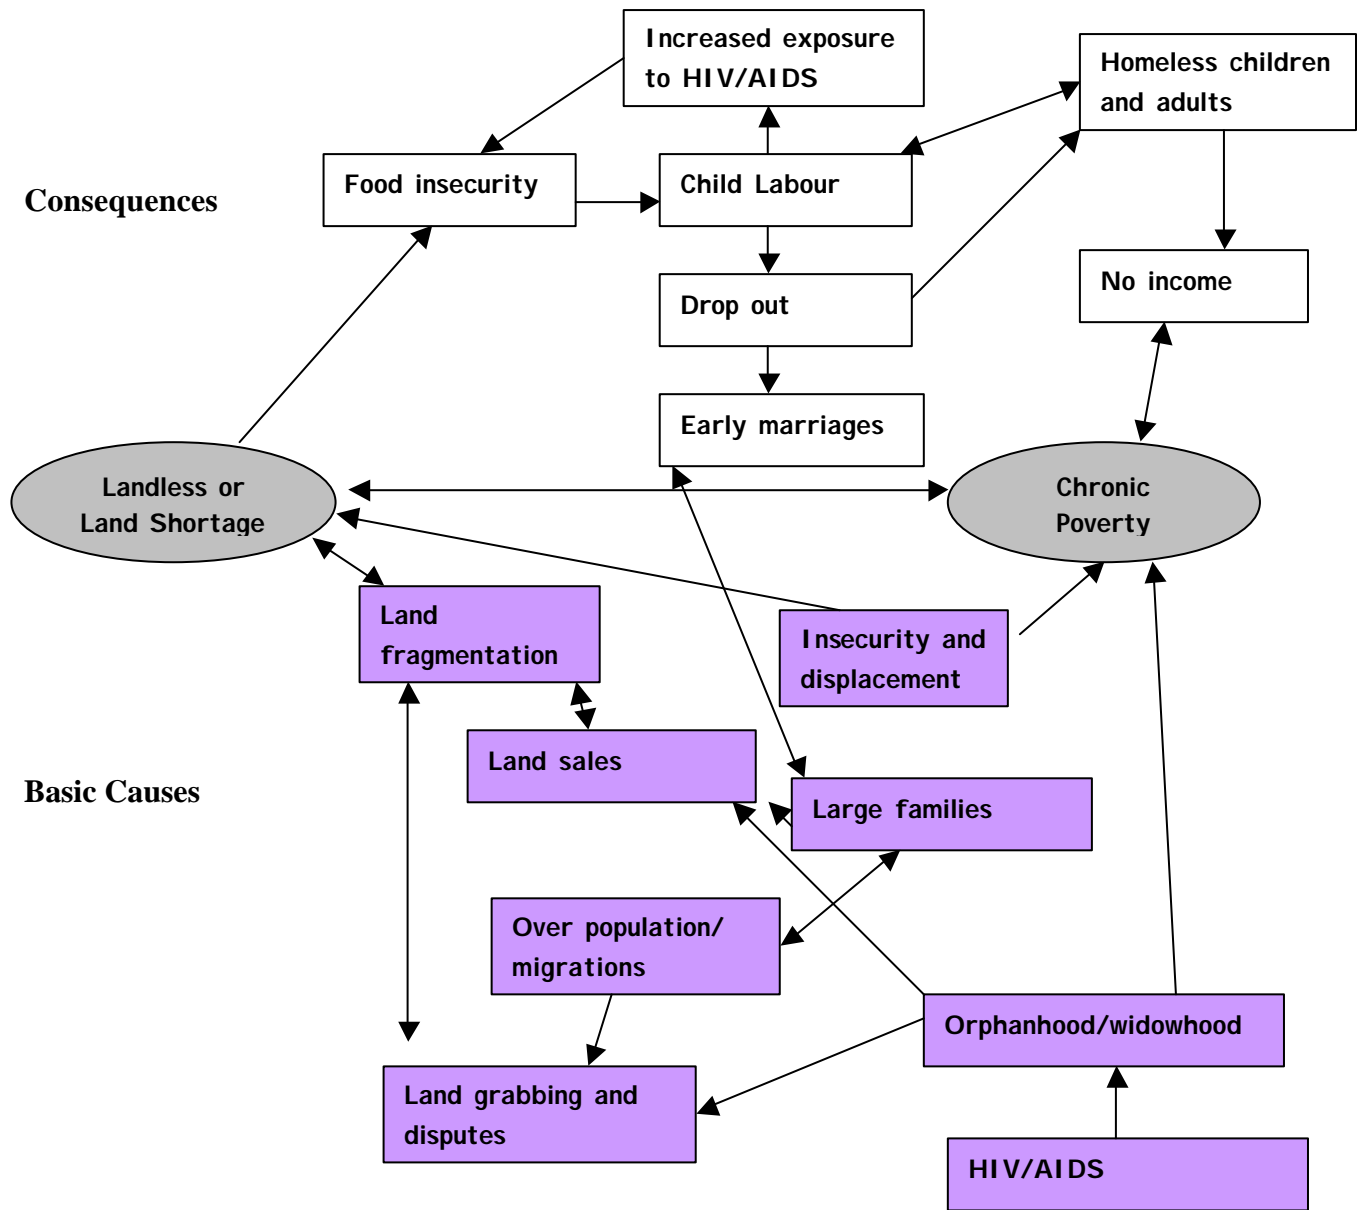 Increased exposure
to HIV/AIDS
Homeless children
and adults
Food insecurity
Child Labour
Consequences
No income
Drop out
Early marriages
Landless or
Land Shortage
Chronic
Poverty
Land
fragmentation
Insecurity and
displacement
Land sales
Basic Causes
Large families
Over population/
migrations
Orphanhood/widowhood
Land grabbing and
disputes
HIV/AIDS